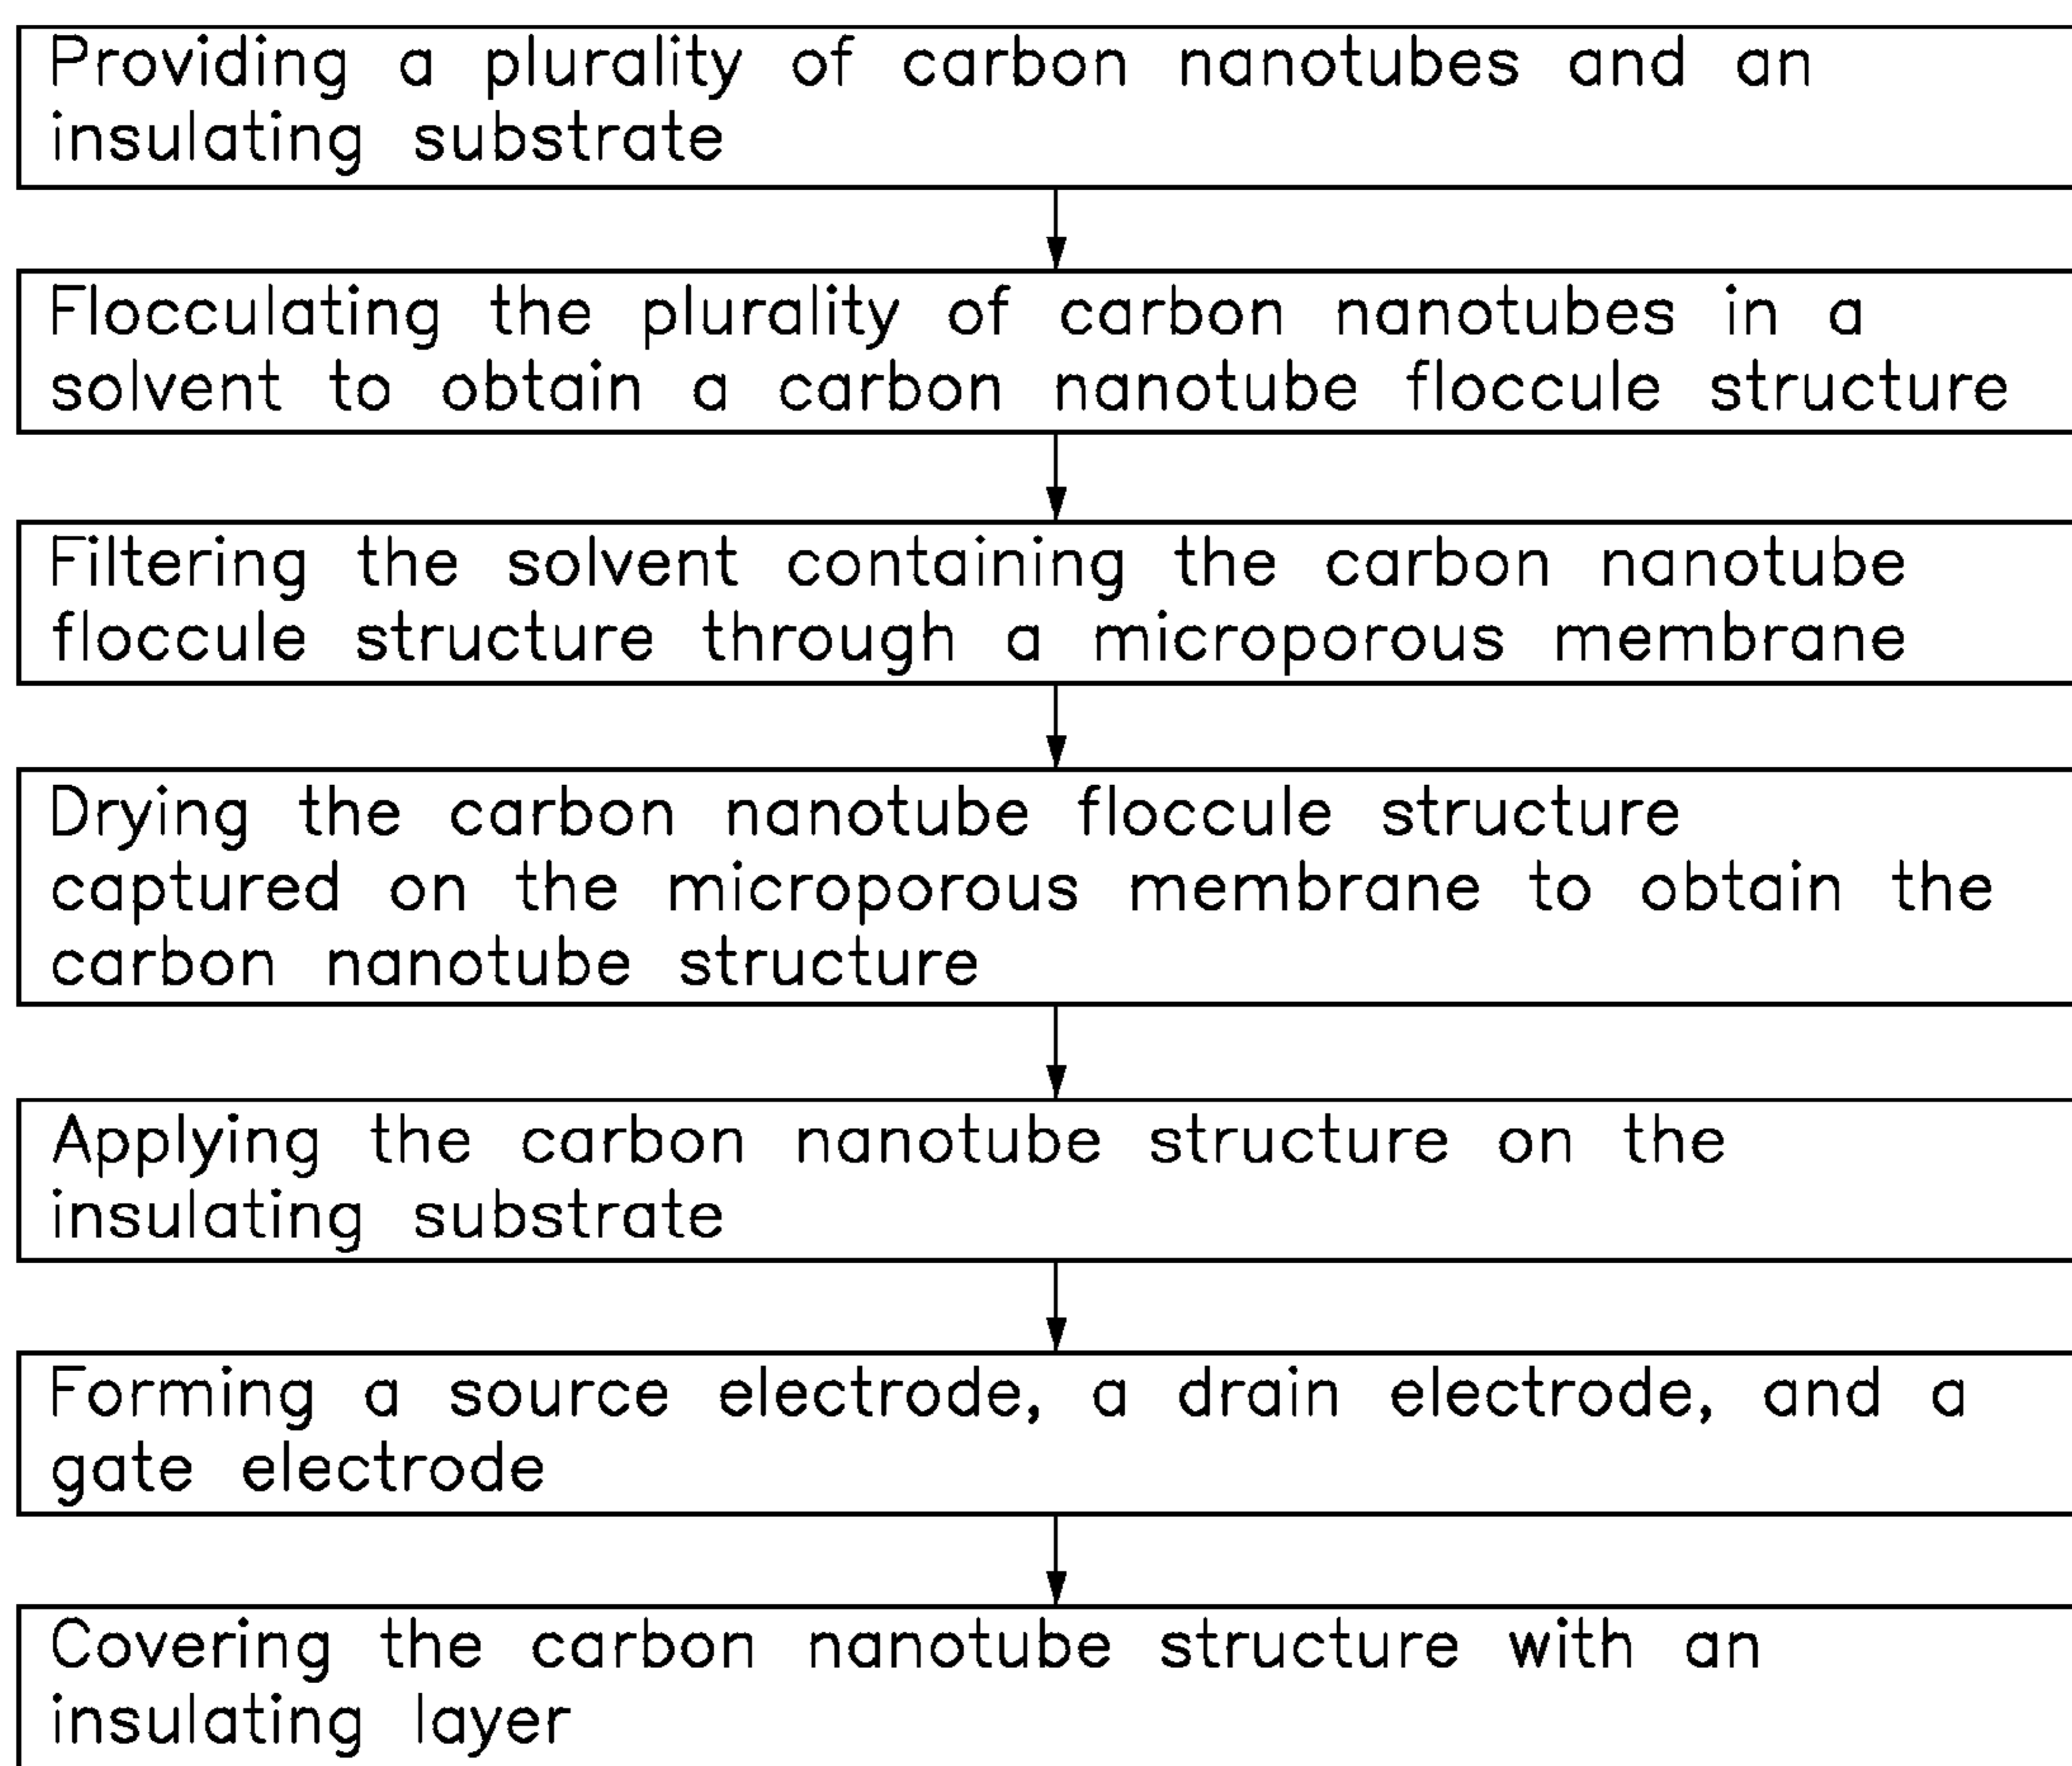 Providing a plurality of carbon nanotubes and an
insulating substrate
Flocculating the plurality of carbon nanotubes in a
solvent to obtain a carbon nanotube floccule structure
Filtering the solvent containing the carbon nanotube
floccule structure through a microporous membrane
Drying the carbon nanotube floccule structure
captured on the microporous membrane to obtain the
carbon nanotube structure
Applying the carbon nanotube structure on the
insulating substrate
Forming a source electrode, a drain electrode, and a
gate electrode
Covering the carbon nanotube structure with an
insulating layer